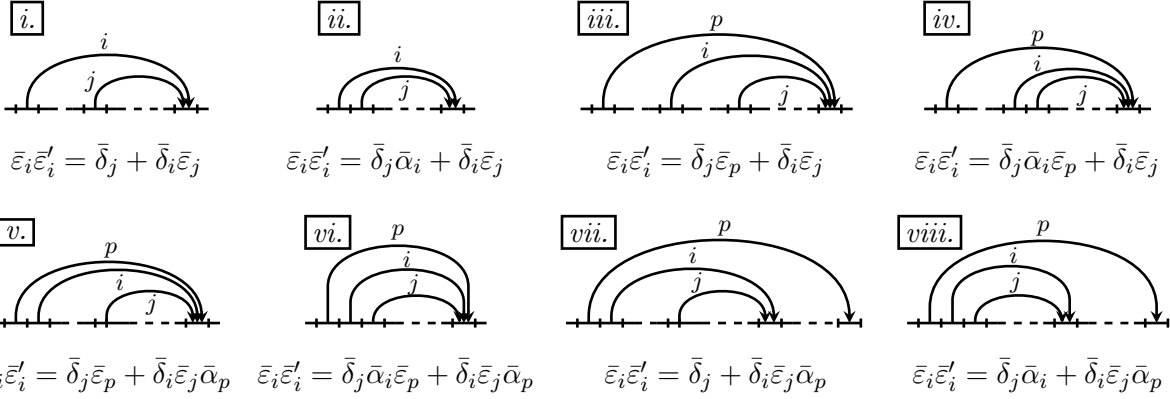 i. ii. iii. iv.
i j
i j
p i j
p i j
ε̄ᵢε̄′ᵢ = δ̄ⱼ + δ̄ᵢε̄ⱼ
ε̄ᵢε̄′ᵢ = δ̄ⱼᾱᵢ + δ̄ᵢε̄ⱼ
ε̄ᵢε̄′ᵢ = δ̄ⱼε̄ₚ + δ̄ᵢε̄ⱼ
ε̄ᵢε̄′ᵢ = δ̄ⱼᾱᵢε̄ₚ + δ̄ᵢε̄ⱼ
v. vi. vii. viii.
p i j
p i j
p i j
p i j
ᵢε̄′ᵢ = δ̄ⱼε̄ₚ + δ̄ᵢε̄ⱼᾱₚ
ε̄ᵢε̄′ᵢ = δ̄ⱼᾱᵢε̄ₚ + δ̄ᵢε̄ⱼᾱₚ
ε̄ᵢε̄′ᵢ = δ̄ⱼ + δ̄ᵢε̄ⱼᾱₚ
ε̄ᵢε̄′ᵢ = δ̄ⱼᾱᵢ + δ̄ᵢε̄ⱼᾱₚ